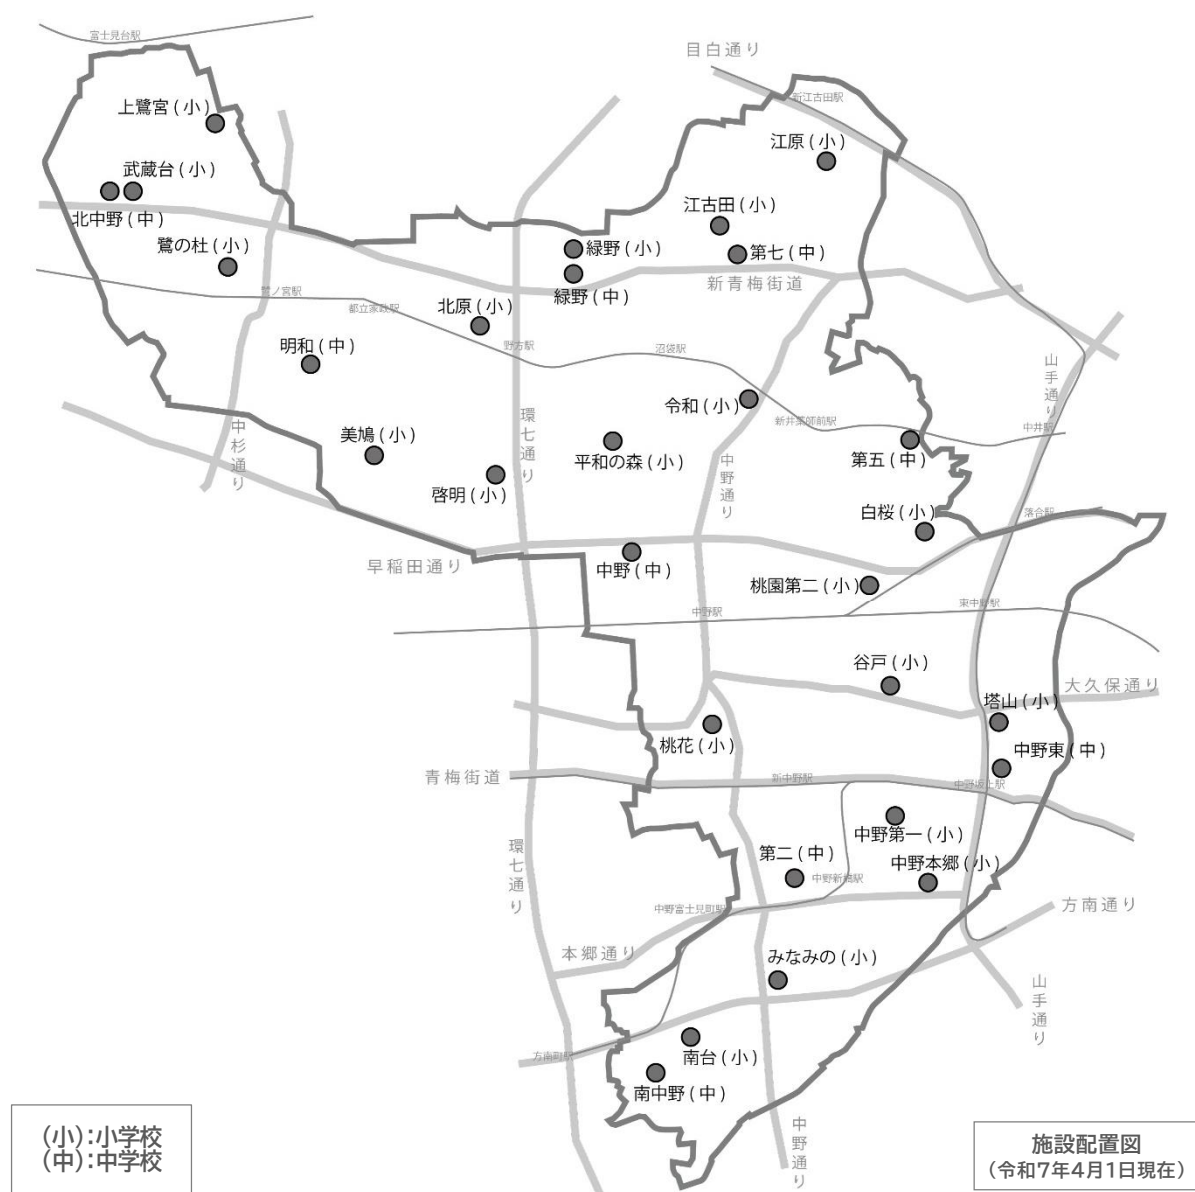 富士見台駅
目白通り
新江古田駅
上鷺宮(小)
江原(小)
武蔵台(小)
北中野(中)
江古田(小)
鷺の杜(小)
緑野(小)
第七(中)
新青梅街道
緑野(中)
鷺ノ宮駅
都立家政駅
北原(小)
野方駅
沼袋駅
明和(中)
山手通り
令和(小)
新井薬師前駅
中井駅
中杉通り
美鳩(小)
環七通り
平和の森(小)
中野通り
第五(中)
啓明(小)
白桜(小)
落合駅
早稲田通り
中野(中)
桃園第二(小)
中野駅
東中野駅
谷戸(小)
大久保通り
塔山(小)
桃花(小)
中野東(中)
青梅街道
新中野駅
中野坂上駅
中野第一(小)
環七通り
第二(中)
中野新橋駅
中野本郷(小)
中野富士見町駅
方南通り
本郷通り
みなみの(小)
山手通り
方南町駅
南台(小)
南中野(中)
中野通り
(小):小学校
(中):中学校
施設配置図
(令和7年4月1日現在)